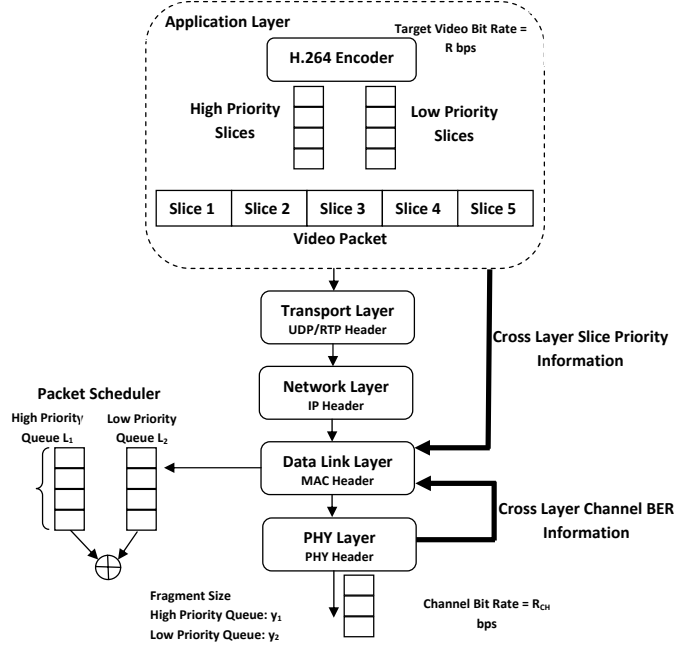 Application Layer
Target Video Bit Rate =
R bps
H.264 Encoder
High Priority
Slices
Low Priority
Slices
Slice 1 Slice 2 Slice 3 Slice 4 Slice 5
Video Packet
Transport Layer
UDP/RTP Header
Cross Layer Slice Priority
Information
Network Layer
IP Header
Packet Scheduler
High Priority
Queue L₁
Low Priority
Queue L₂
Data Link Layer
MAC Header
Cross Layer Channel BER
Information
PHY Layer
PHY Header
Fragment Size
High Priority Queue: y₁
Low Priority Queue: y₂
Channel Bit Rate = R_CH
bps